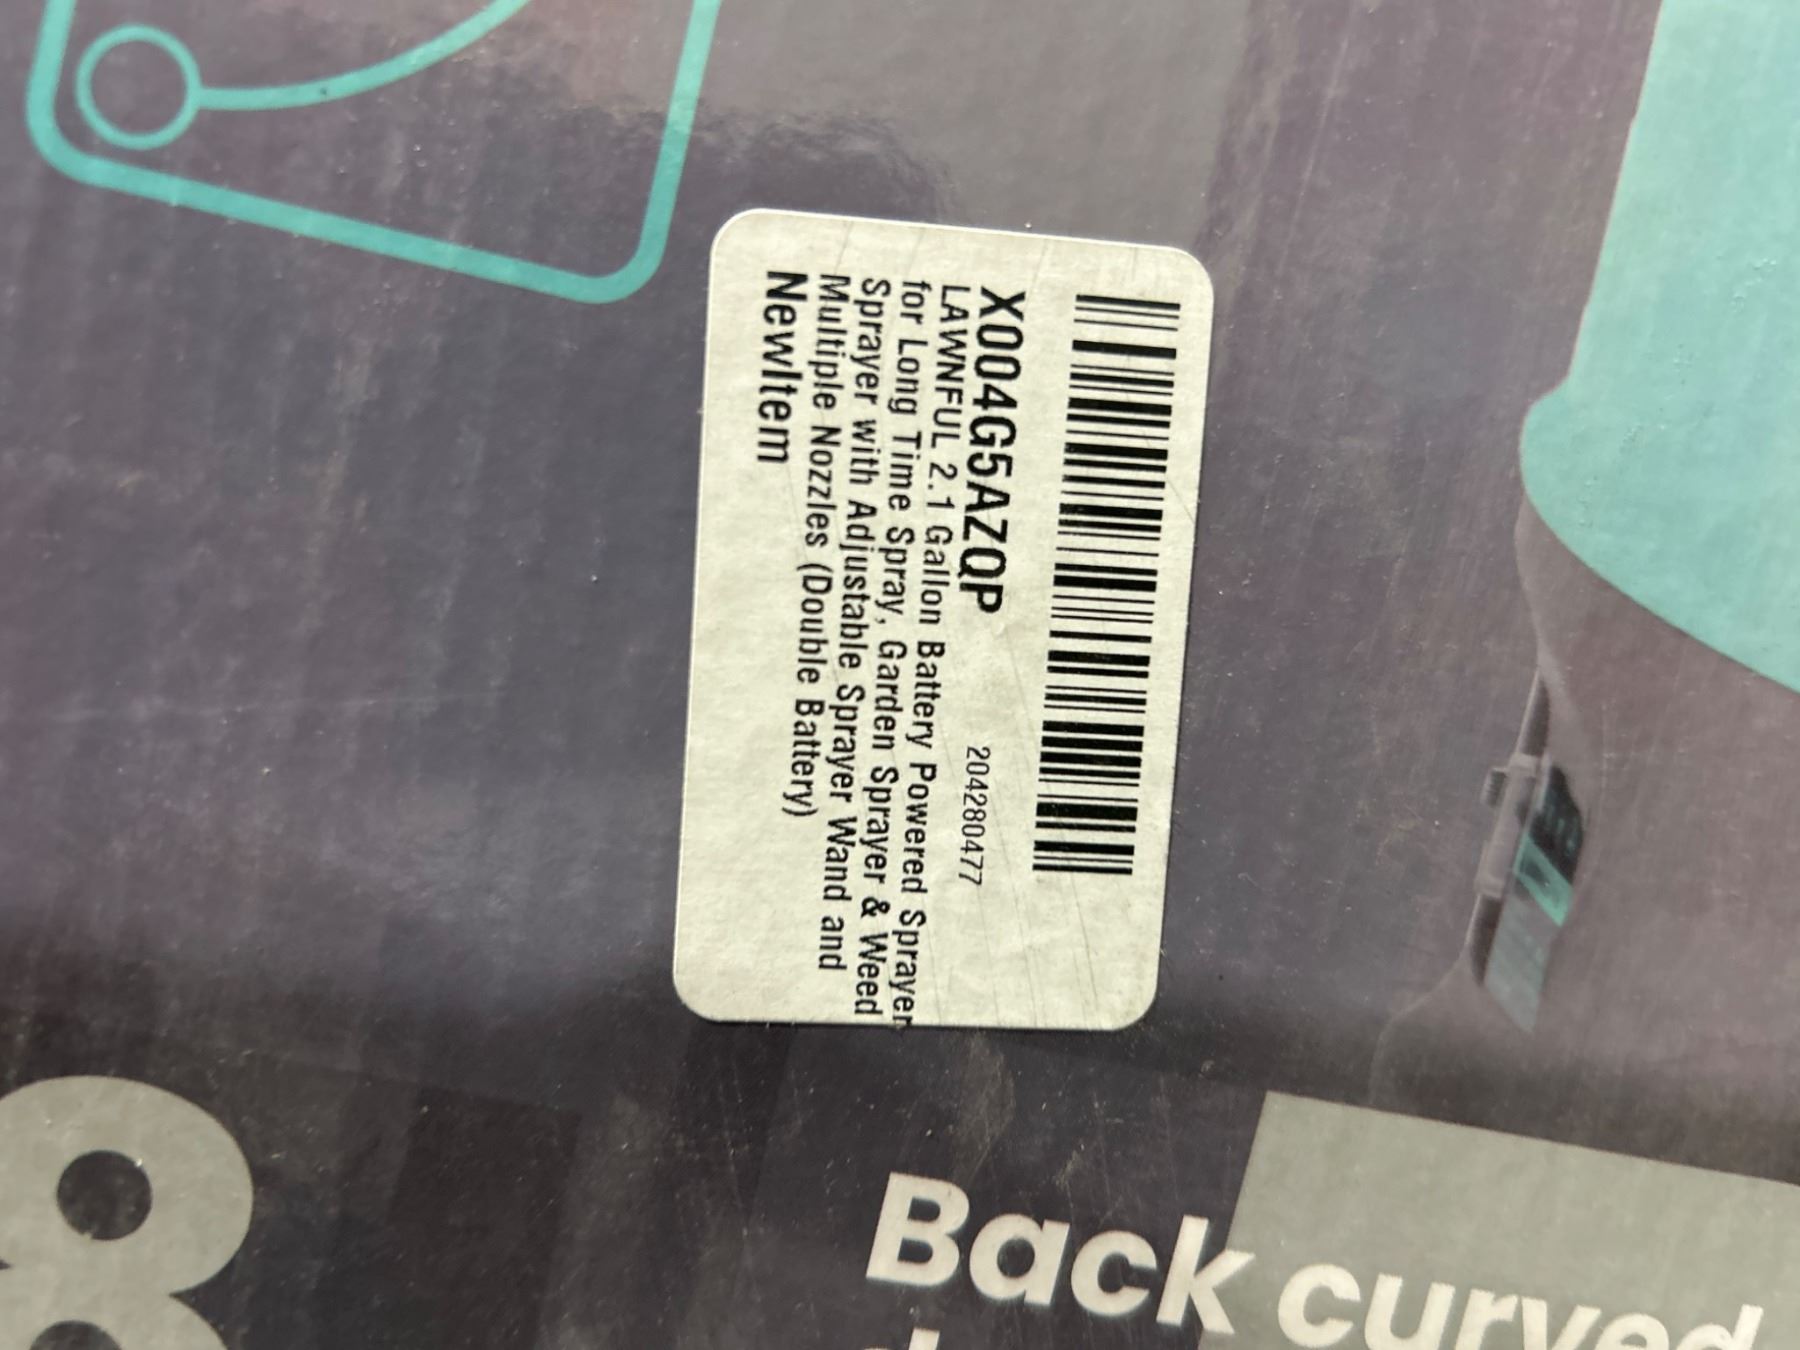 X004G5AZQP 204280477
LAWNFUL 2.1 Gallon Battery Powered Sprayer
for Long Time Spray, Garden Sprayer & Weed
Sprayer with Adjustable Sprayer Wand and
Multiple Nozzles (Double Battery)
NewItem
8
Back curved